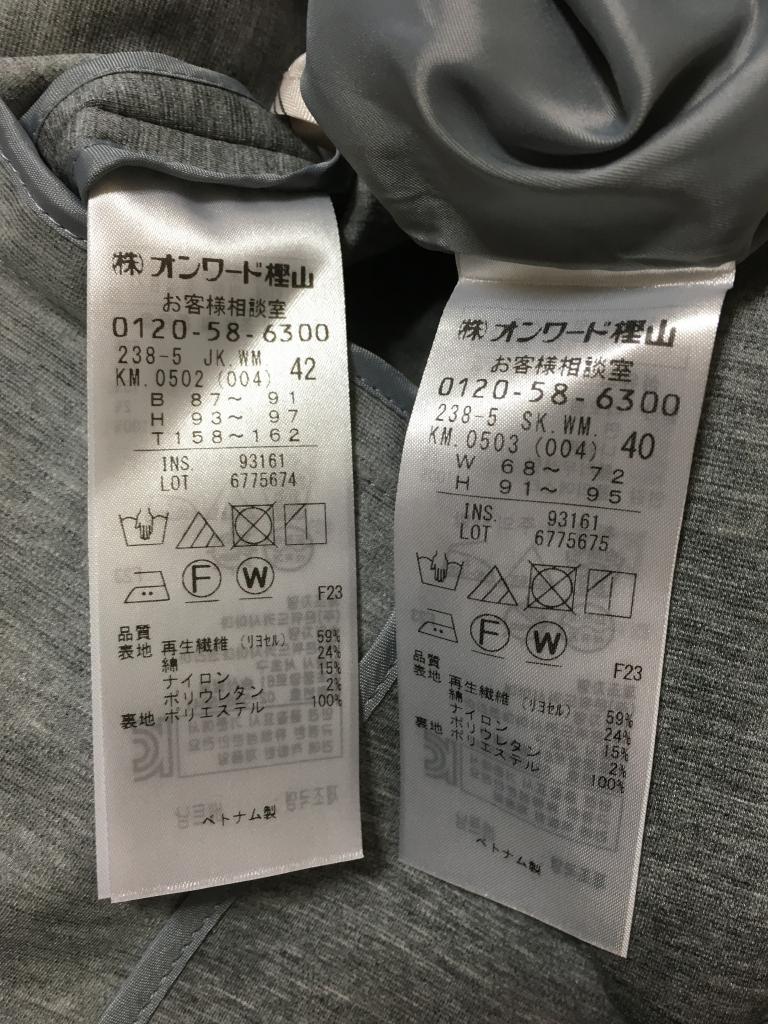 (株)オンワード樫山
お客様相談室
0120-58-6300
238-5 JK.WM.
KM.0502 (004) 42
B 87～ 91
H 93～ 97
T 158～162
INS. 93161
LOT 6775674
F
W
F23
品質
表地 再生繊維 (リヨセル) 59%
綿 24%
ナイロン 15%
ポリウレタン 2%
裏地 ポリエステル 100%
ベトナム製
(株)オンワード樫山
お客様相談室
0120-58-6300
238-5 SK.WM.
KM.0503 (004) 40
W 68～ 72
H 91～ 95
INS. 93161
LOT 6775675
F
W
F23
品質
表地 再生繊維 (リヨセル) 59%
綿 24%
ナイロン 15%
ポリウレタン 2%
裏地 ポリエステル 100%
ベトナム製